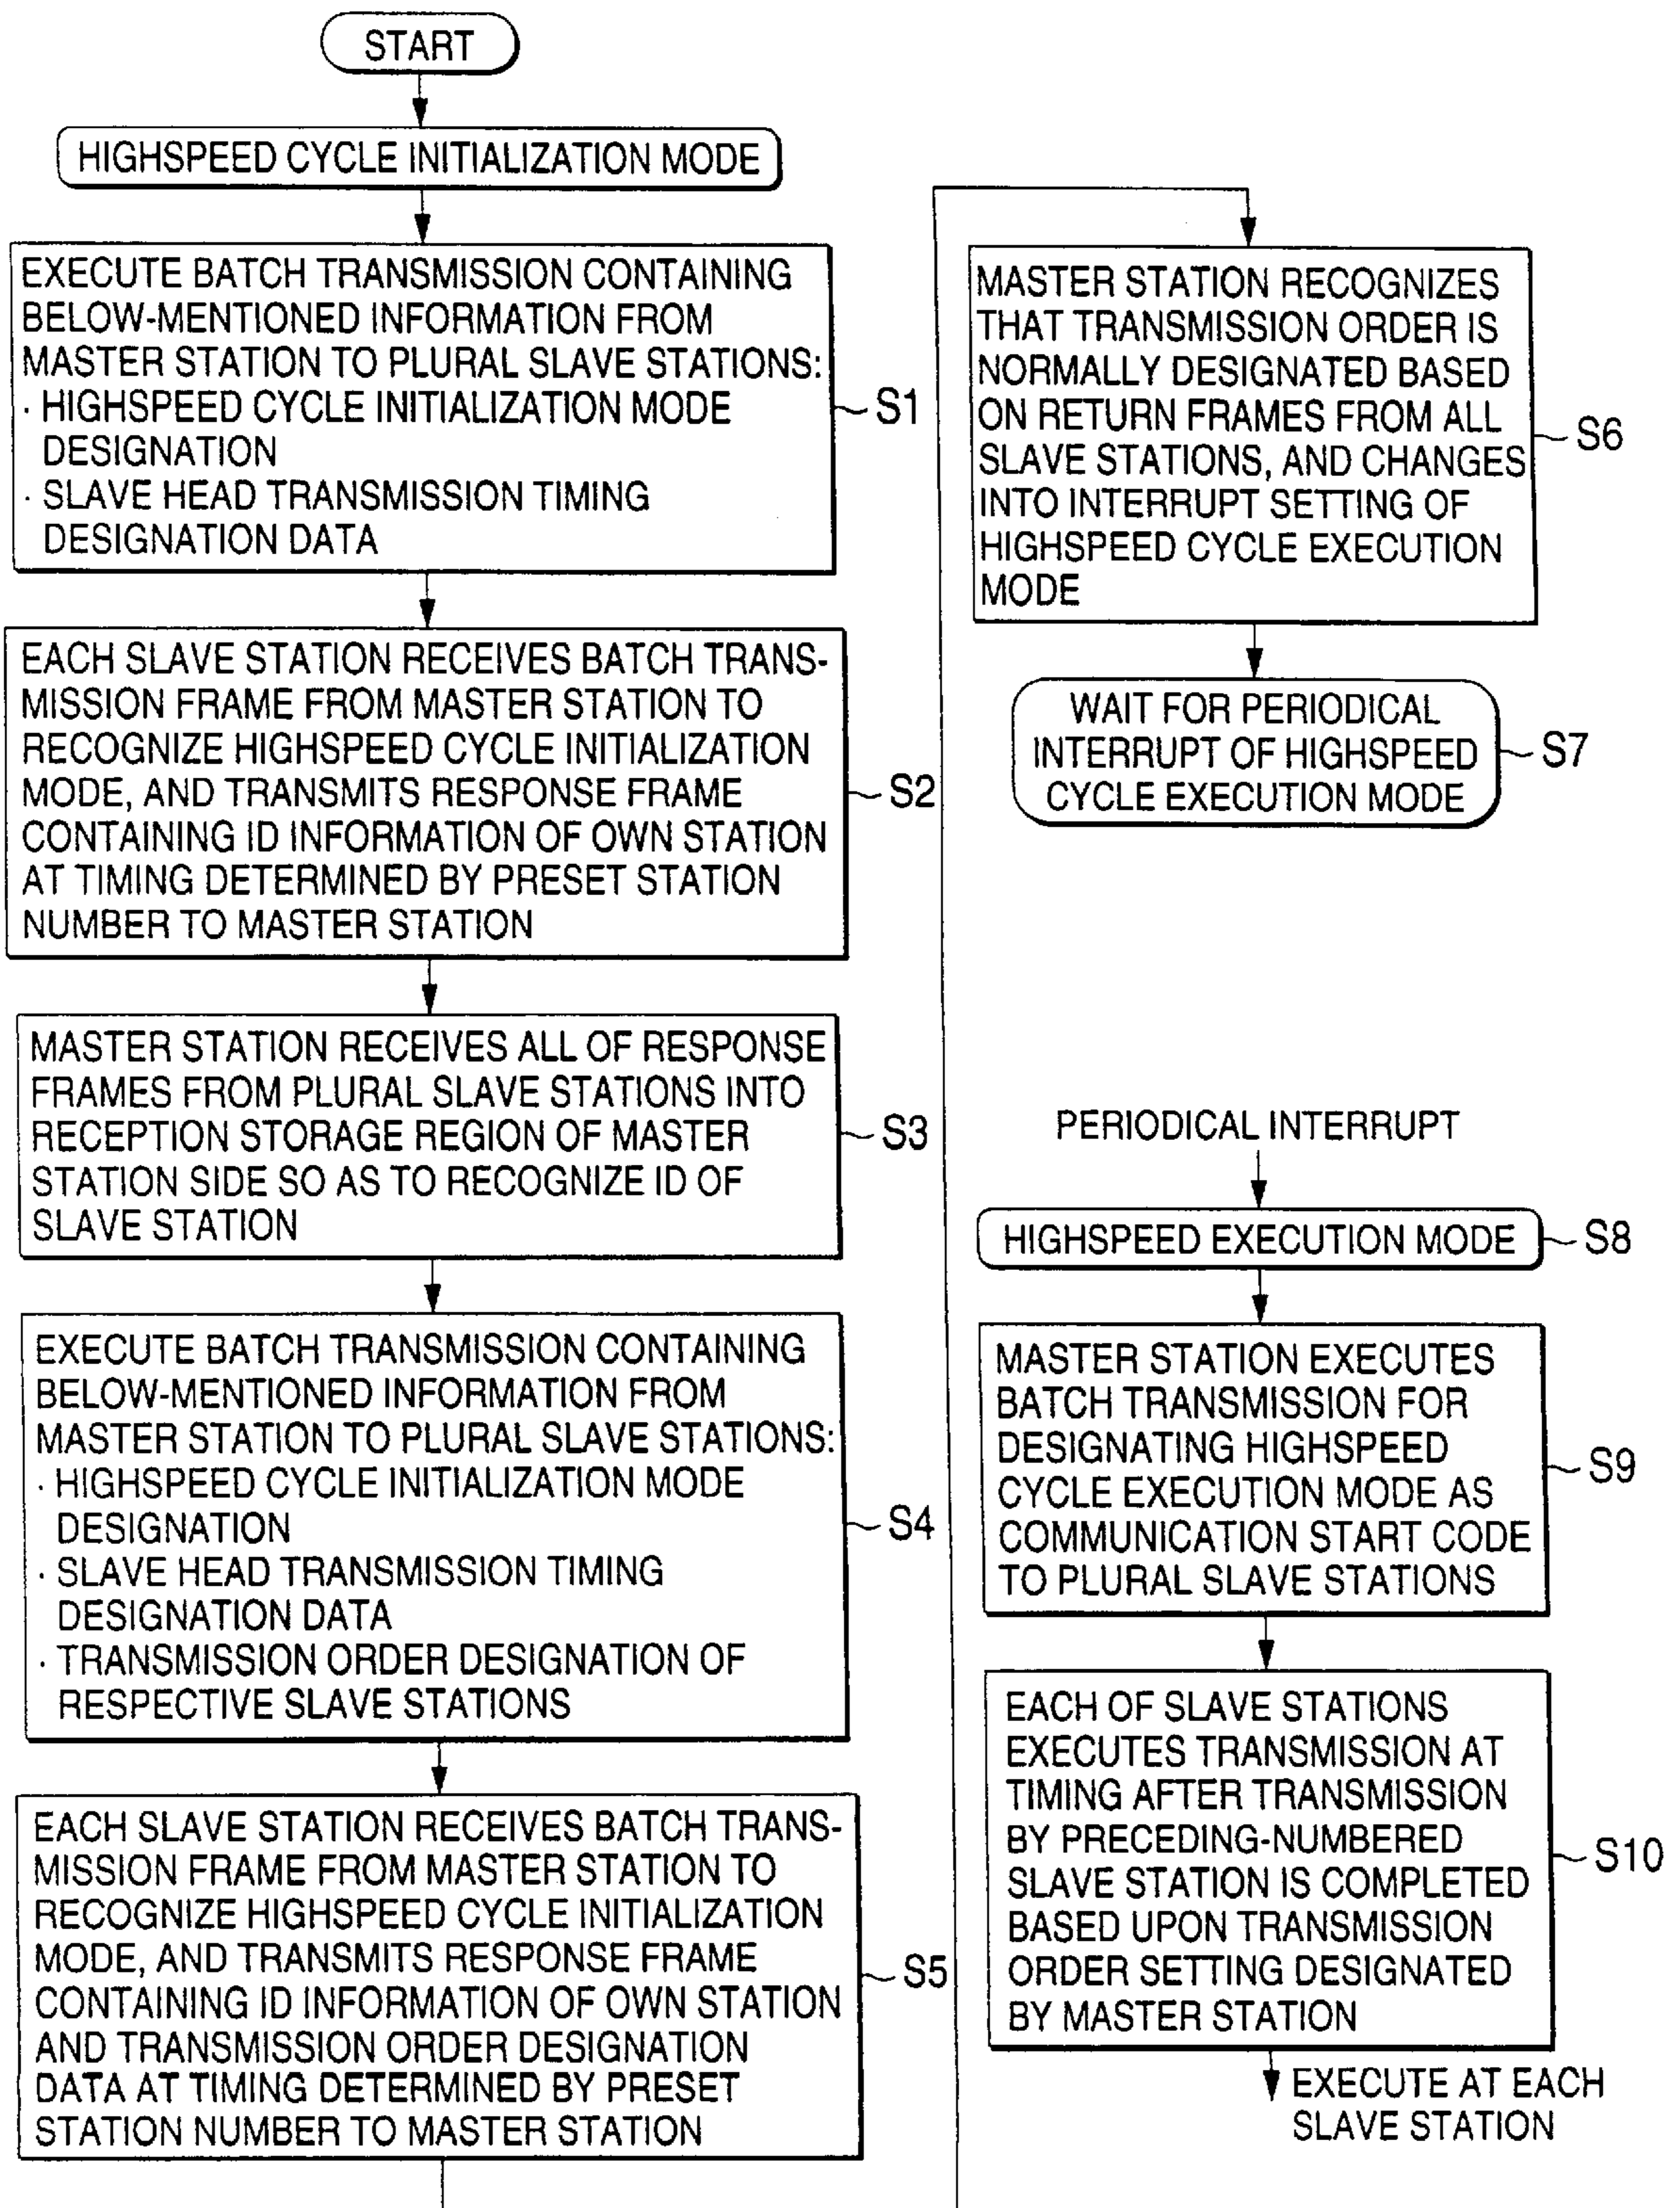 START
HIGHSPEED CYCLE INITIALIZATION MODE
EXECUTE BATCH TRANSMISSION CONTAINING
BELOW-MENTIONED INFORMATION FROM
MASTER STATION TO PLURAL SLAVE STATIONS:
· HIGHSPEED CYCLE INITIALIZATION MODE
DESIGNATION
· SLAVE HEAD TRANSMISSION TIMING
DESIGNATION DATA
S1
EACH SLAVE STATION RECEIVES BATCH TRANS-
MISSION FRAME FROM MASTER STATION TO
RECOGNIZE HIGHSPEED CYCLE INITIALIZATION
MODE, AND TRANSMITS RESPONSE FRAME
CONTAINING ID INFORMATION OF OWN STATION
AT TIMING DETERMINED BY PRESET STATION
NUMBER TO MASTER STATION
S2
MASTER STATION RECEIVES ALL OF RESPONSE
FRAMES FROM PLURAL SLAVE STATIONS INTO
RECEPTION STORAGE REGION OF MASTER
STATION SIDE SO AS TO RECOGNIZE ID OF
SLAVE STATION
S3
EXECUTE BATCH TRANSMISSION CONTAINING
BELOW-MENTIONED INFORMATION FROM
MASTER STATION TO PLURAL SLAVE STATIONS:
· HIGHSPEED CYCLE INITIALIZATION MODE
DESIGNATION
· SLAVE HEAD TRANSMISSION TIMING
DESIGNATION DATA
· TRANSMISSION ORDER DESIGNATION OF
RESPECTIVE SLAVE STATIONS
S4
EACH SLAVE STATION RECEIVES BATCH TRANS-
MISSION FRAME FROM MASTER STATION TO
RECOGNIZE HIGHSPEED CYCLE INITIALIZATION
MODE, AND TRANSMITS RESPONSE FRAME
CONTAINING ID INFORMATION OF OWN STATION
AND TRANSMISSION ORDER DESIGNATION
DATA AT TIMING DETERMINED BY PRESET
STATION NUMBER TO MASTER STATION
S5
MASTER STATION RECOGNIZES
THAT TRANSMISSION ORDER IS
NORMALLY DESIGNATED BASED
ON RETURN FRAMES FROM ALL
SLAVE STATIONS, AND CHANGES
INTO INTERRUPT SETTING OF
HIGHSPEED CYCLE EXECUTION
MODE
S6
WAIT FOR PERIODICAL
INTERRUPT OF HIGHSPEED
CYCLE EXECUTION MODE
S7
PERIODICAL INTERRUPT
HIGHSPEED EXECUTION MODE
S8
MASTER STATION EXECUTES
BATCH TRANSMISSION FOR
DESIGNATING HIGHSPEED
CYCLE EXECUTION MODE AS
COMMUNICATION START CODE
TO PLURAL SLAVE STATIONS
S9
EACH OF SLAVE STATIONS
EXECUTES TRANSMISSION AT
TIMING AFTER TRANSMISSION
BY PRECEDING-NUMBERED
SLAVE STATION IS COMPLETED
BASED UPON TRANSMISSION
ORDER SETTING DESIGNATED
BY MASTER STATION
S10
EXECUTE AT EACH
SLAVE STATION